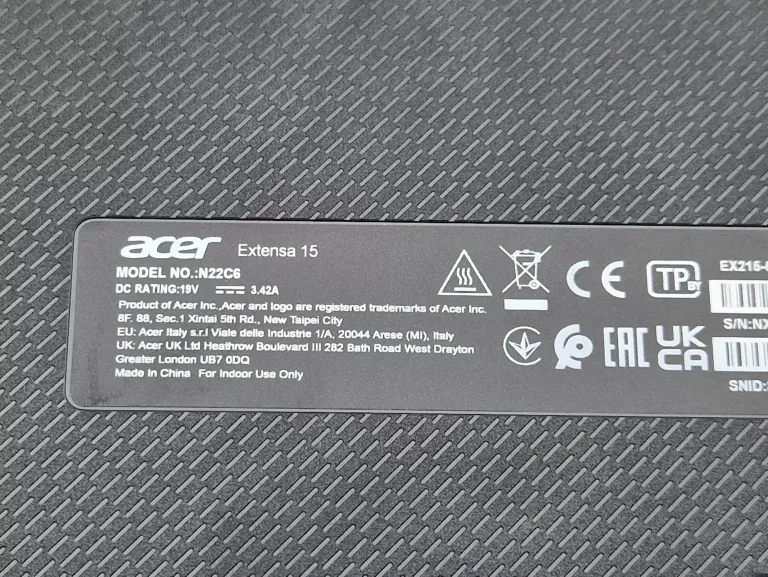 acer Extensa 15
MODEL NO.:N22C6
DC RATING:19V 3.42A
Product of Acer Inc.,Acer and logo are registered trademarks of Acer Inc.
8F, 88, Sec.1 Xintai 5th Rd., New Taipei City
EU: Acer Italy s.r.l Viale delle Industrie 1/A, 20044 Arese (MI), Italy
UK: Acer UK Ltd Heathrow Boulevard III 282 Bath Road West Drayton
Greater London UB7 0DQ
Made In China For Indoor Use Only
CE
TP BY
EAC
UK
CA
EX215-
S/N:NX
SNID: